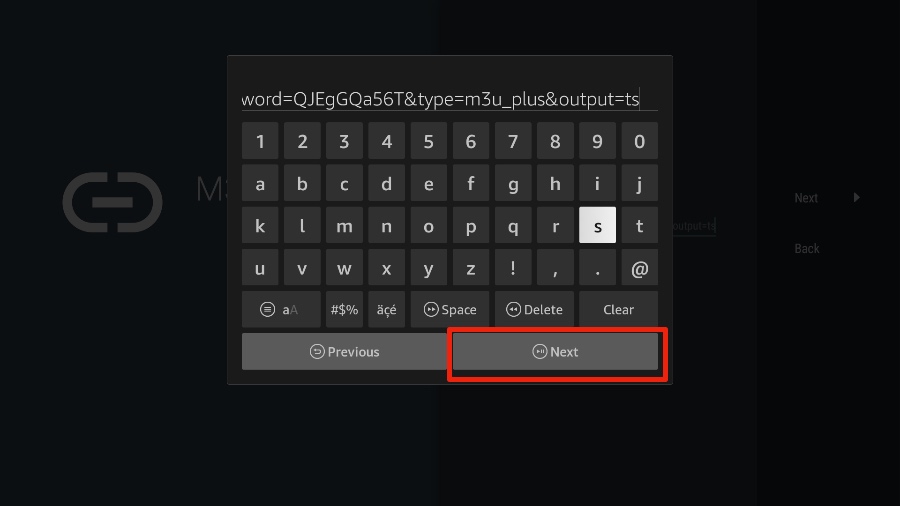 word=QJEgGQa56T&type=m3u_plus&output=ts
1 2 3 4 5 6 7 8 9 0
a b c d e f g h i j
M3
Next
k l m n o p q r s t
output=ts
u v w x y z ! , . @
Back
aA #$% äçé Space Delete Clear
Previous Next